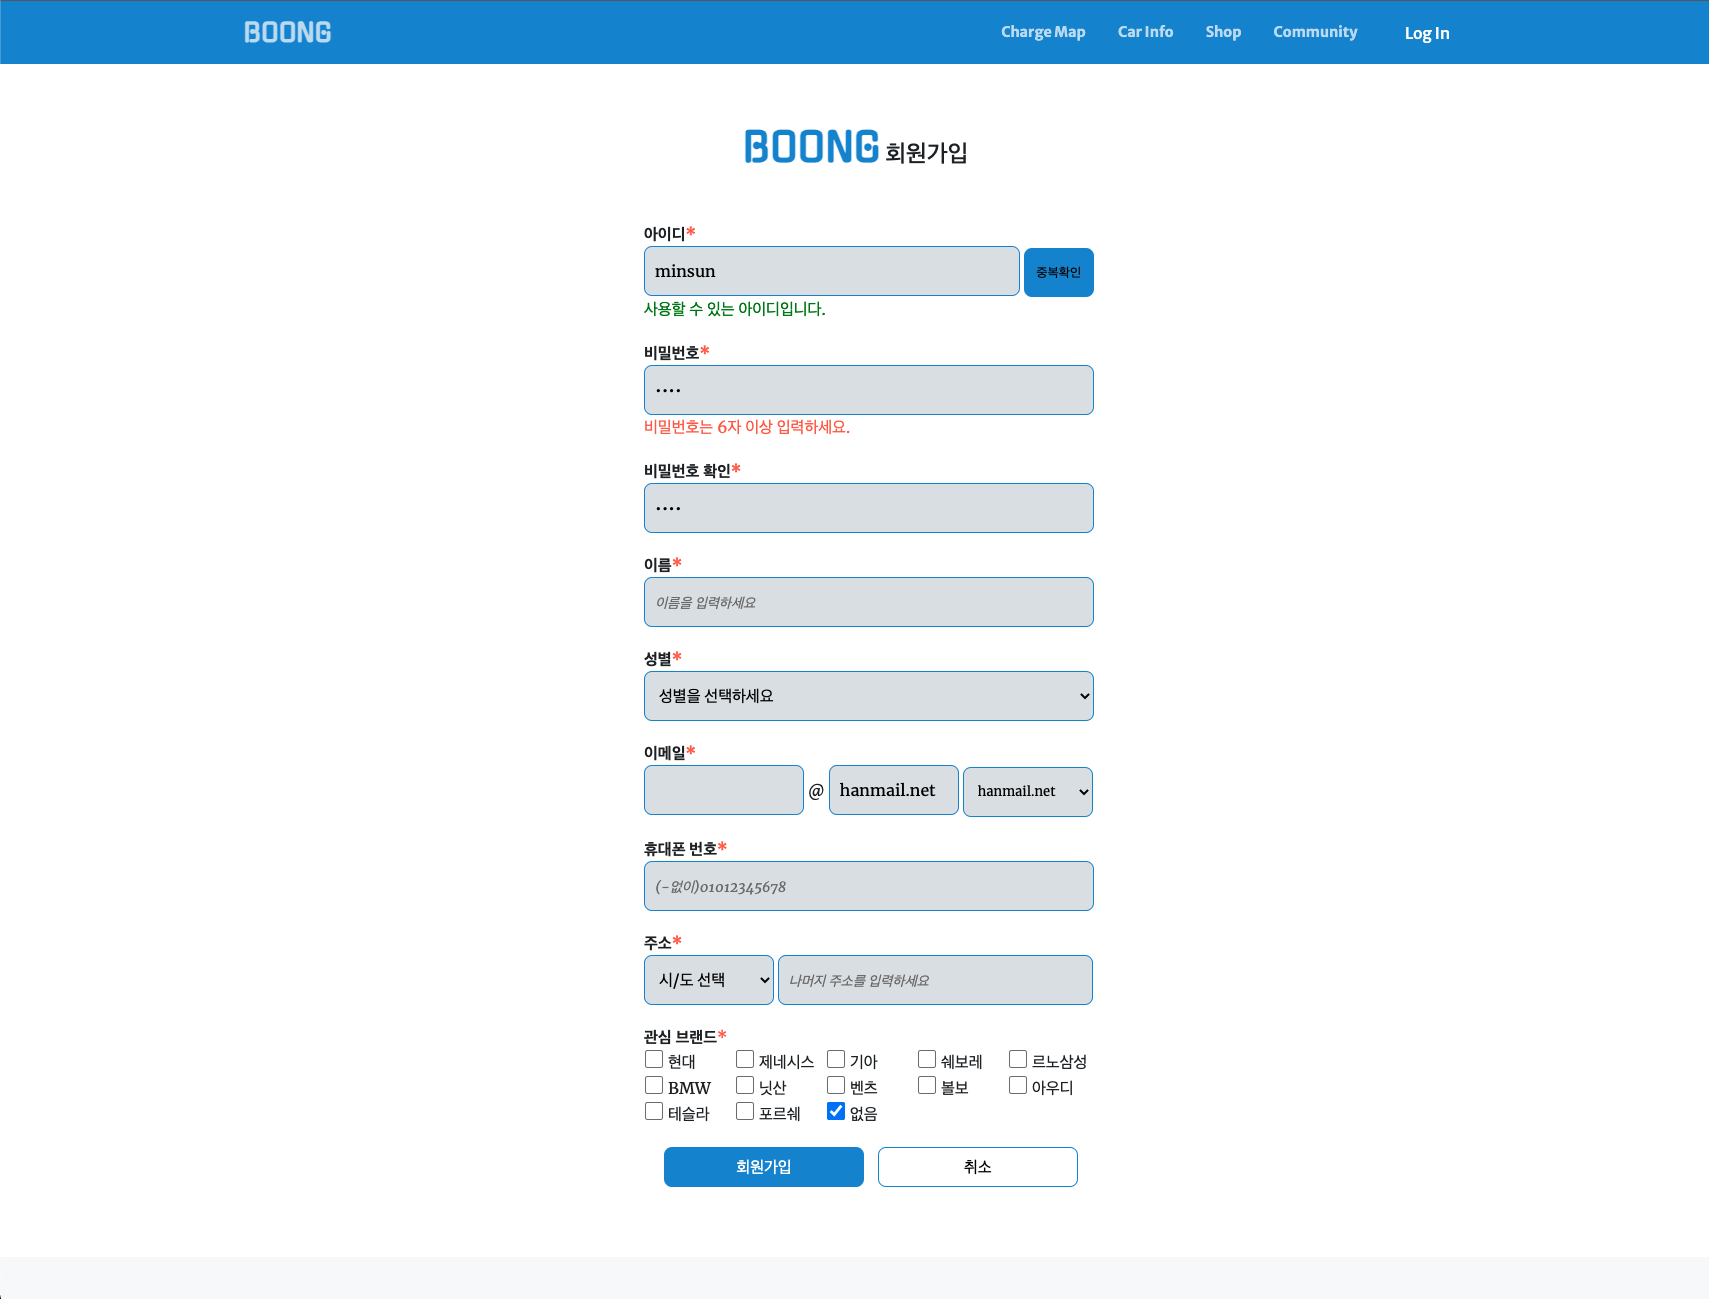 BOONG Charge Map Car Info Shop Community Log In
BOONG 회원가입
아이디*
minsun 중복확인
사용할 수 있는 아이디입니다.
비밀번호*
••••
비밀번호는 6자 이상 입력하세요.
비밀번호 확인*
••••
이름*
이름을 입력하세요
성별*
성별을 선택하세요
이메일*
@ hanmail.net hanmail.net
휴대폰 번호*
(-없이)01012345678
주소*
시/도 선택 나머지 주소를 입력하세요
관심 브랜드*
현대 제네시스 기아 쉐보레 르노삼성
BMW 닛산 벤츠 볼보 아우디
테슬라 포르쉐 없음
회원가입 취소